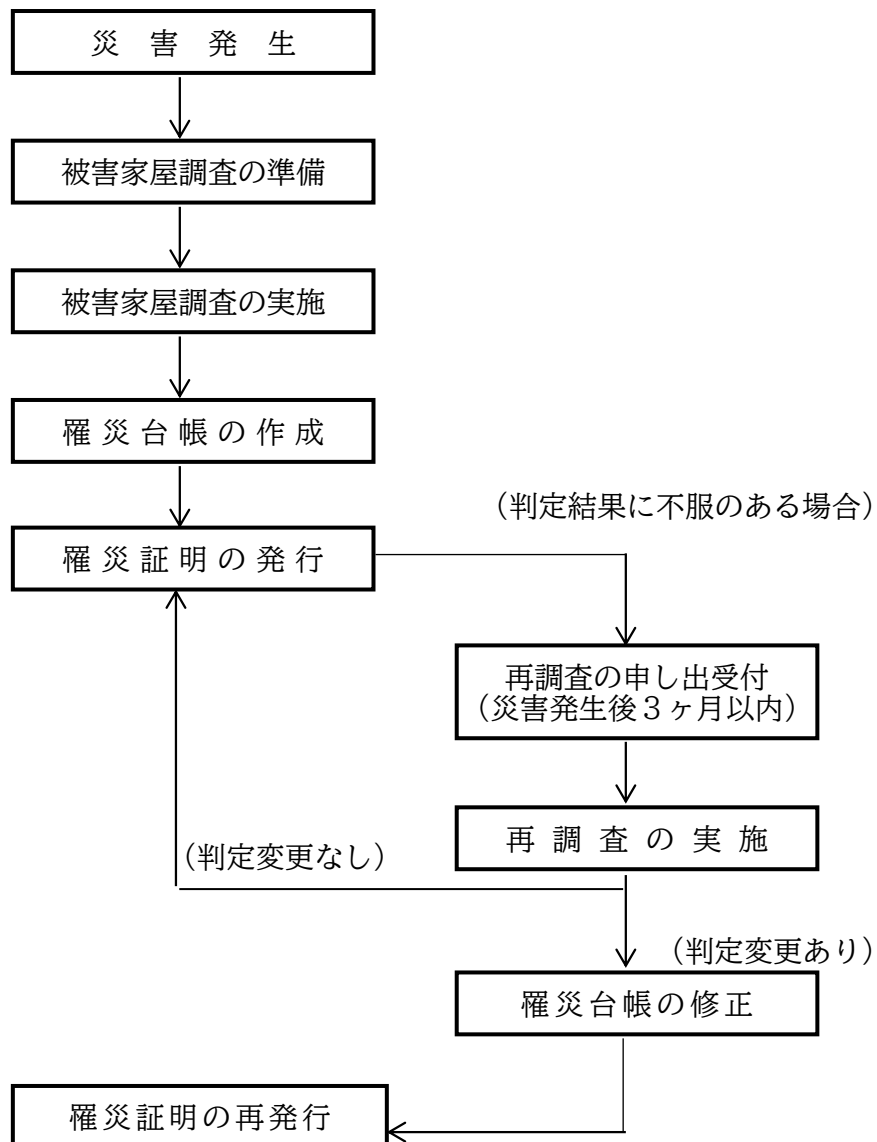 災害発生
被害家屋調査の準備
被害家屋調査の実施
罹災台帳の作成
（判定結果に不服のある場合）
罹災証明の発行
再調査の申し出受付
（災害発生後３ヶ月以内）
再調査の実施
（判定変更なし）
（判定変更あり）
罹災台帳の修正
罹災証明の再発行